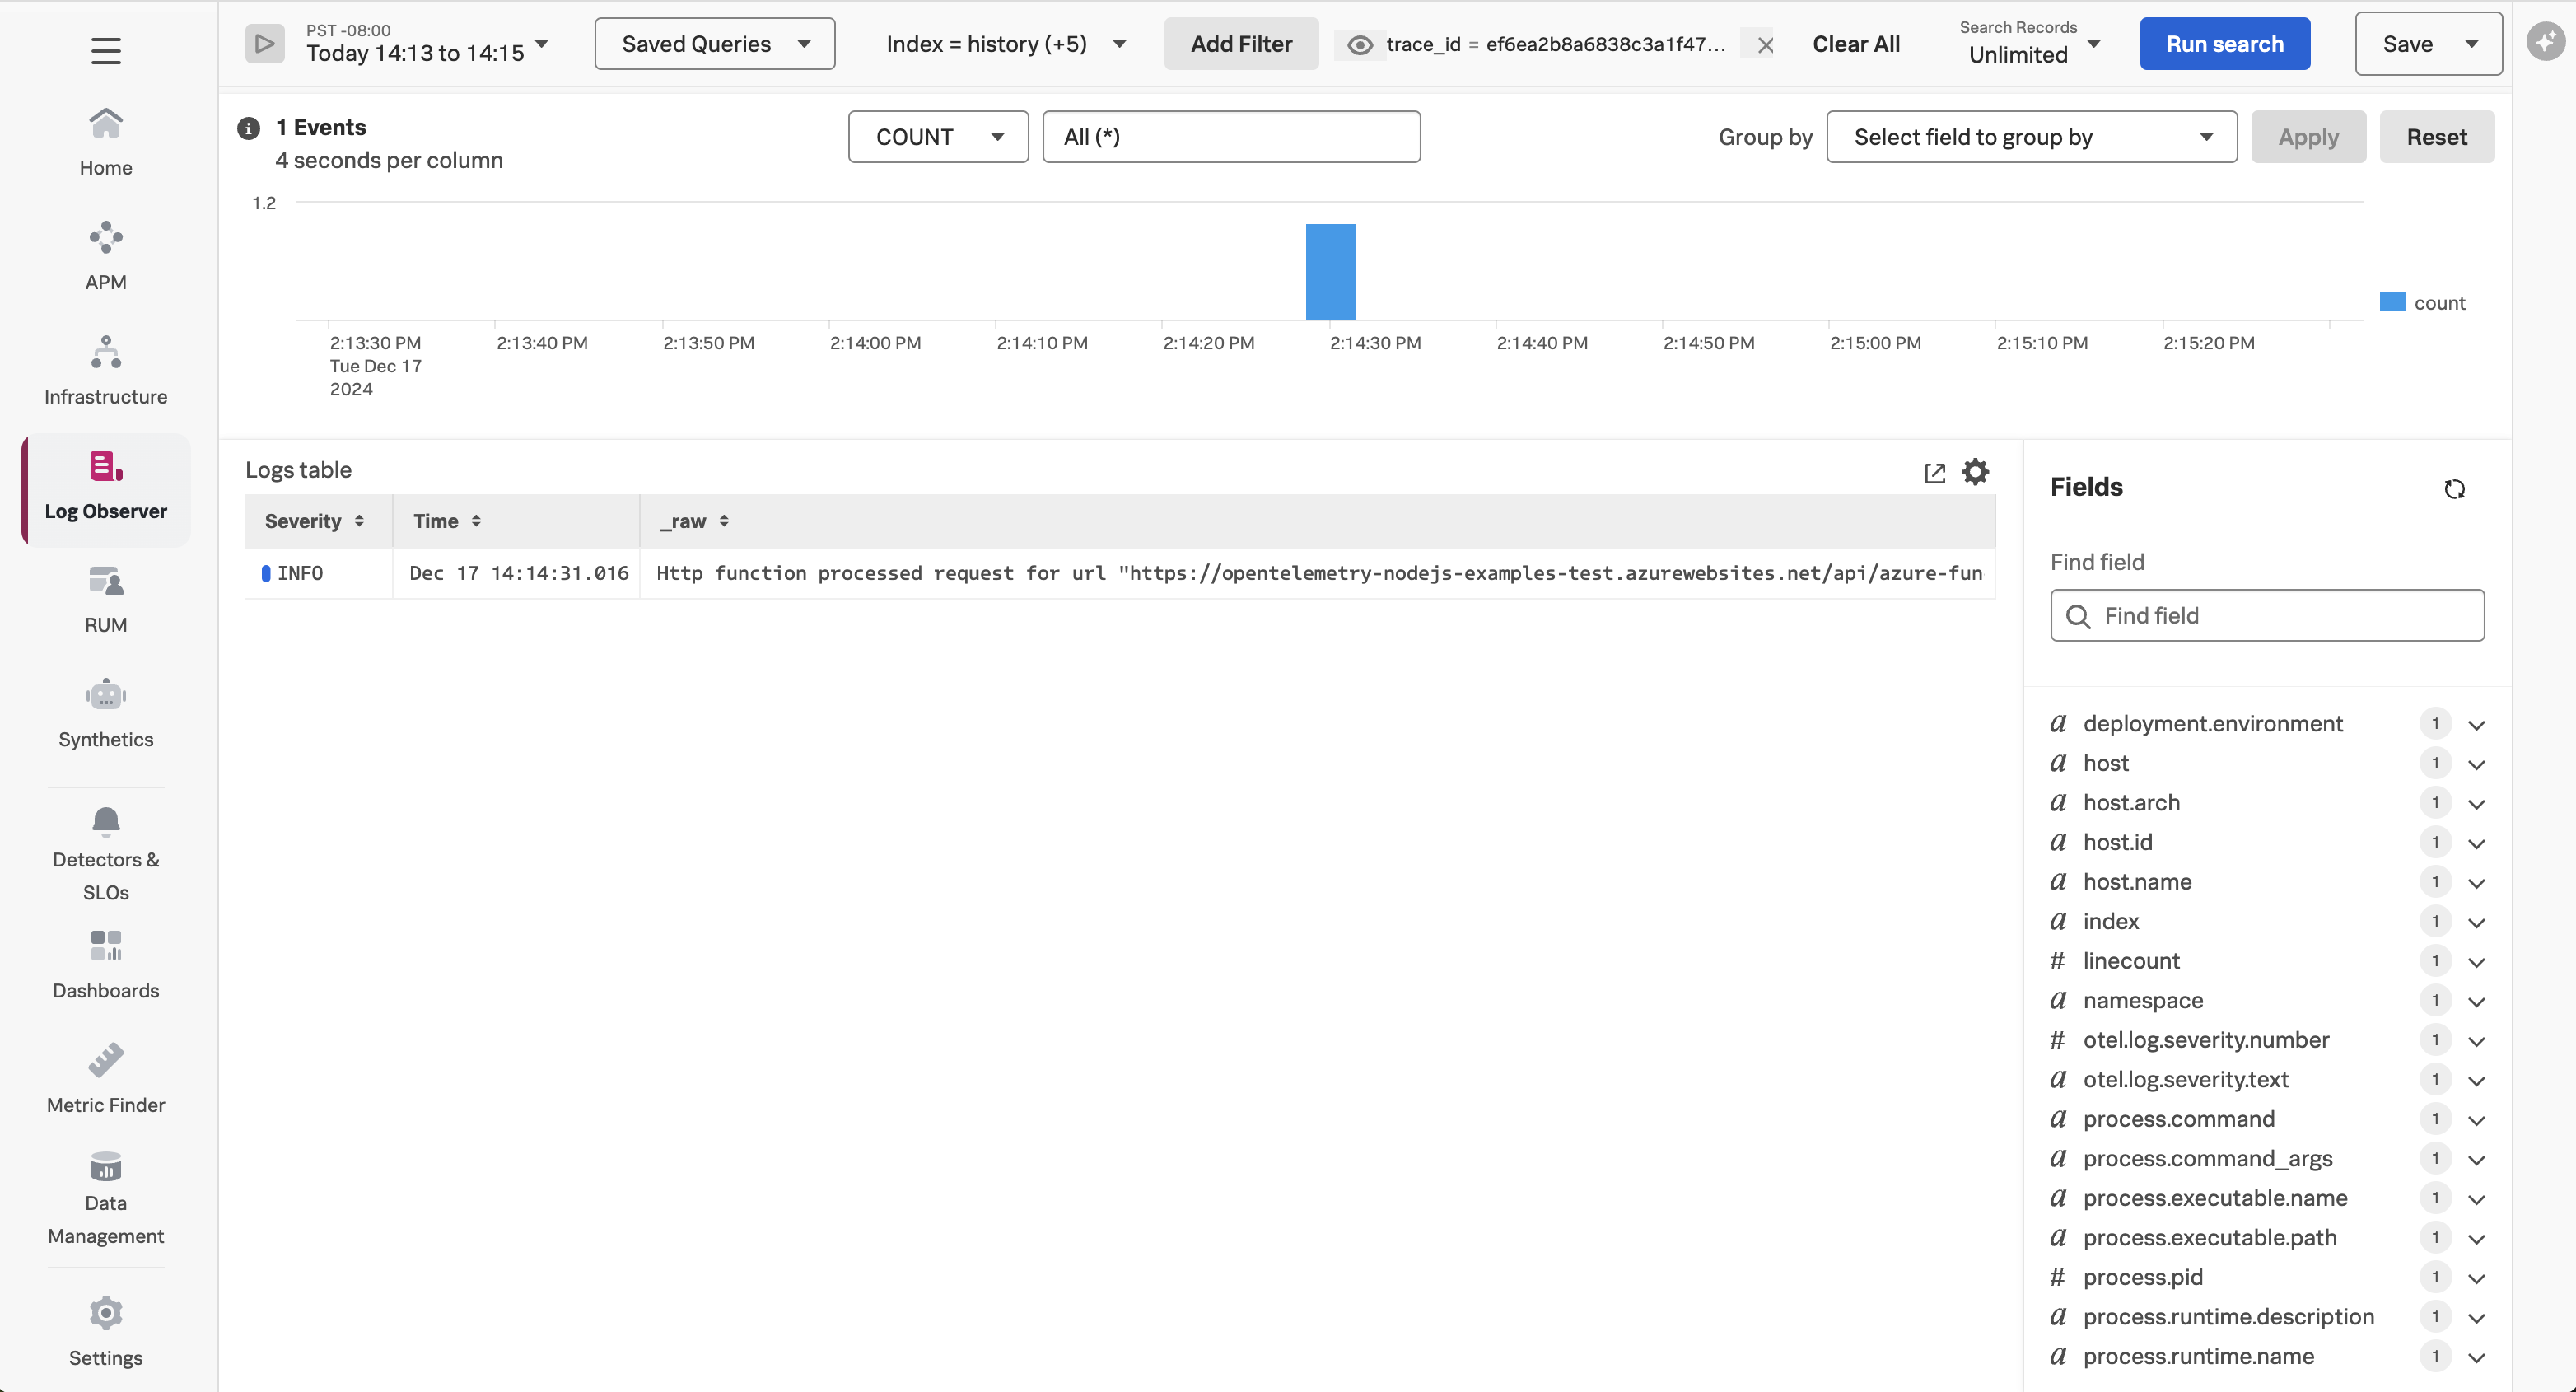 PST -08:00
Today 14:13 to 14:15
Saved Queries
Index = history (+5)
Add Filter
trace_id = ef6ea2b8a6838c3a1f47...
Clear All
Search Records
Unlimited
Run search
Save
Home
APM
Infrastructure
Log Observer
RUM
Synthetics
Detectors &
SLOs
Dashboards
Metric Finder
Data
Management
Settings
1 Events
4 seconds per column
COUNT
All (*)
Group by
Select field to group by
Apply
Reset
1.2
count
2:13:30 PM 2:13:40 PM 2:13:50 PM 2:14:00 PM 2:14:10 PM 2:14:20 PM 2:14:30 PM 2:14:40 PM 2:14:50 PM 2:15:00 PM 2:15:10 PM 2:15:20 PM
Tue Dec 17
2024
Logs table
Severity Time _raw
INFO Dec 17 14:14:31.016 Http function processed request for url "https://opentelemetry-nodejs-examples-test.azurewebsites.net/api/azure-fun
Fields
Find field
Find field
a deployment.environment 1
a host 1
a host.arch 1
a host.id 1
a host.name 1
a index 1
# linecount 1
a namespace 1
# otel.log.severity.number 1
a otel.log.severity.text 1
a process.command 1
a process.command_args 1
a process.executable.name 1
a process.executable.path 1
# process.pid 1
a process.runtime.description 1
a process.runtime.name 1